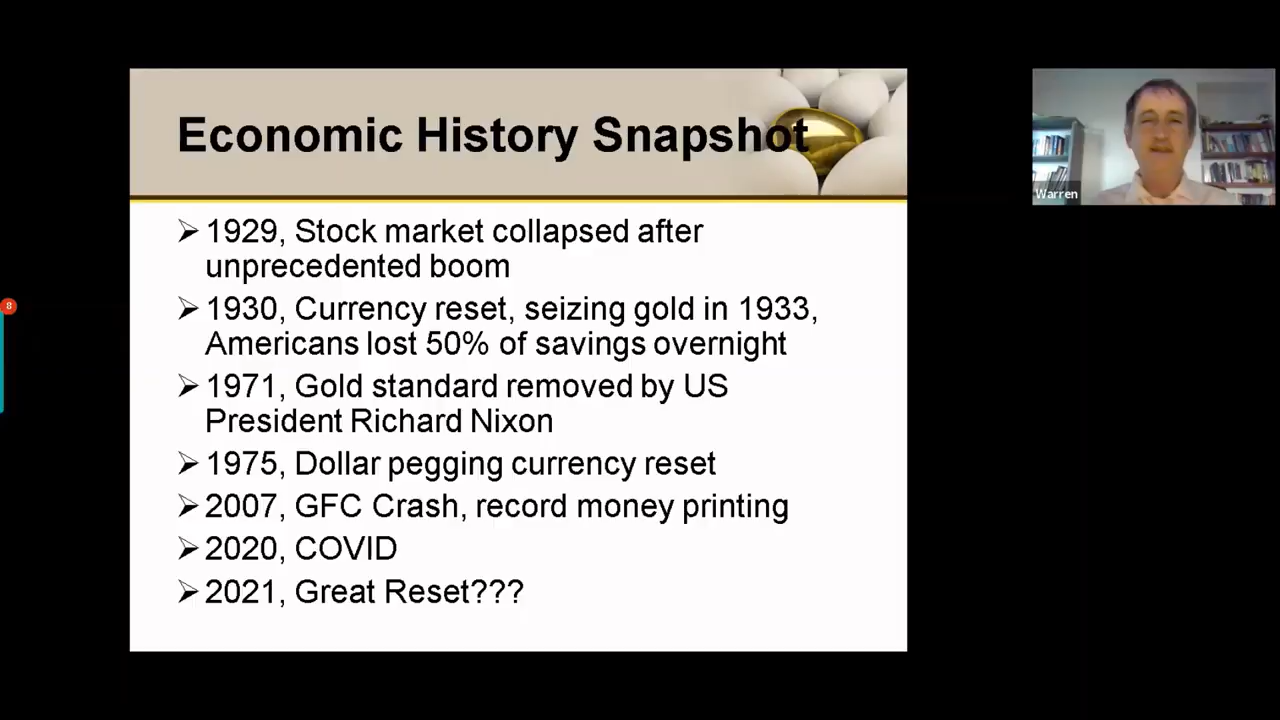 Economic History Snapshot
Warren
8
➢ 1929, Stock market collapsed after
unprecedented boom
➢ 1930, Currency reset, seizing gold in 1933,
Americans lost 50% of savings overnight
➢ 1971, Gold standard removed by US
President Richard Nixon
➢ 1975, Dollar pegging currency reset
➢ 2007, GFC Crash, record money printing
➢ 2020, COVID
➢ 2021, Great Reset???